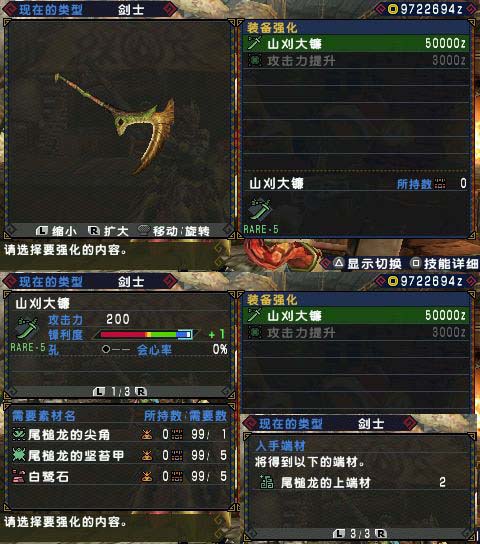 现在的类型 剑士
9722694z
装备强化
山刈大镰 50000z
攻击力提升 3000z
山刈大镰 所持数 0
RARE-5
L 缩小 R 扩大 移动/旋转
请选择要强化的内容。
△显示切换 □技能详细
现在的类型 剑士
9722694z
山刈大镰
攻击力 200
锋利度 +1
RARE-5
孔 ○—— 会心率 0%
L 1/3 R
装备强化
山刈大镰 50000z
攻击力提升 3000z
需要素材名 所持数/需要数
尾槌龙的尖角 0 99/ 1
尾槌龙的坚苔甲 0 99/ 5
白鹭石 0 99/ 5
请选择要强化的内容。
现在的类型 剑士
入手端材
将得到以下的端材。
尾槌龙的上端材 2
L 3/3 R